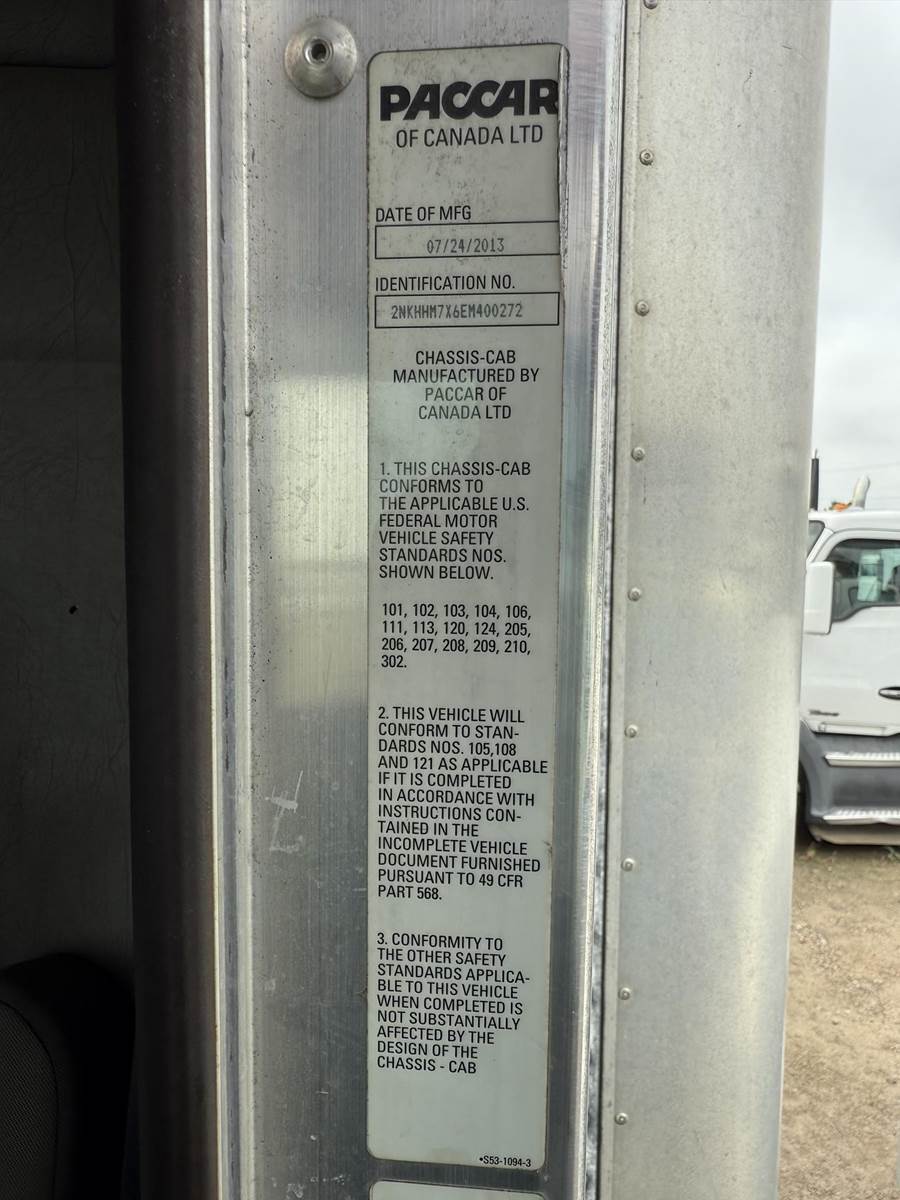 PACCAR
OF CANADA LTD
DATE OF MFG
07/24/2013
IDENTIFICATION NO.
2NKHHM7X6EM400272
CHASSIS-CAB
MANUFACTURED BY
PACCAR OF
CANADA LTD
1. THIS CHASSIS-CAB
CONFORMS TO
THE APPLICABLE U.S.
FEDERAL MOTOR
VEHICLE SAFETY
STANDARDS NOS.
SHOWN BELOW.
101, 102, 103, 104, 106,
111, 113, 120, 124, 205,
206, 207, 208, 209, 210,
302.
2. THIS VEHICLE WILL
CONFORM TO STAN-
DARDS NOS. 105,108
AND 121 AS APPLICABLE
IF IT IS COMPLETED
IN ACCORDANCE WITH
INSTRUCTIONS CON-
TAINED IN THE
INCOMPLETE VEHICLE
DOCUMENT FURNISHED
PURSUANT TO 49 CFR
PART 568.
3. CONFORMITY TO
THE OTHER SAFETY
STANDARDS APPLICA-
BLE TO THIS VEHICLE
WHEN COMPLETED IS
NOT SUBSTANTIALLY
AFFECTED BY THE
DESIGN OF THE
CHASSIS - CAB
•S53-1094-3